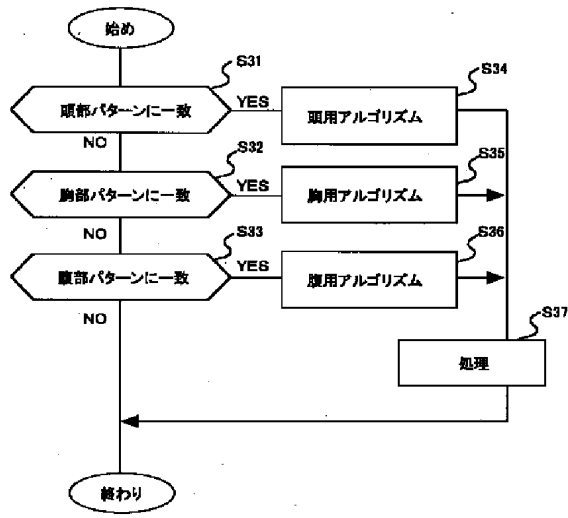 始め
S31
頭部パターンに一致
YES
S34
頭用アルゴリズム
NO
S32
胸部パターンに一致
YES
S35
胸用アルゴリズム
NO
S33
腹部パターンに一致
YES
S36
腹用アルゴリズム
NO
S37
処理
終わり